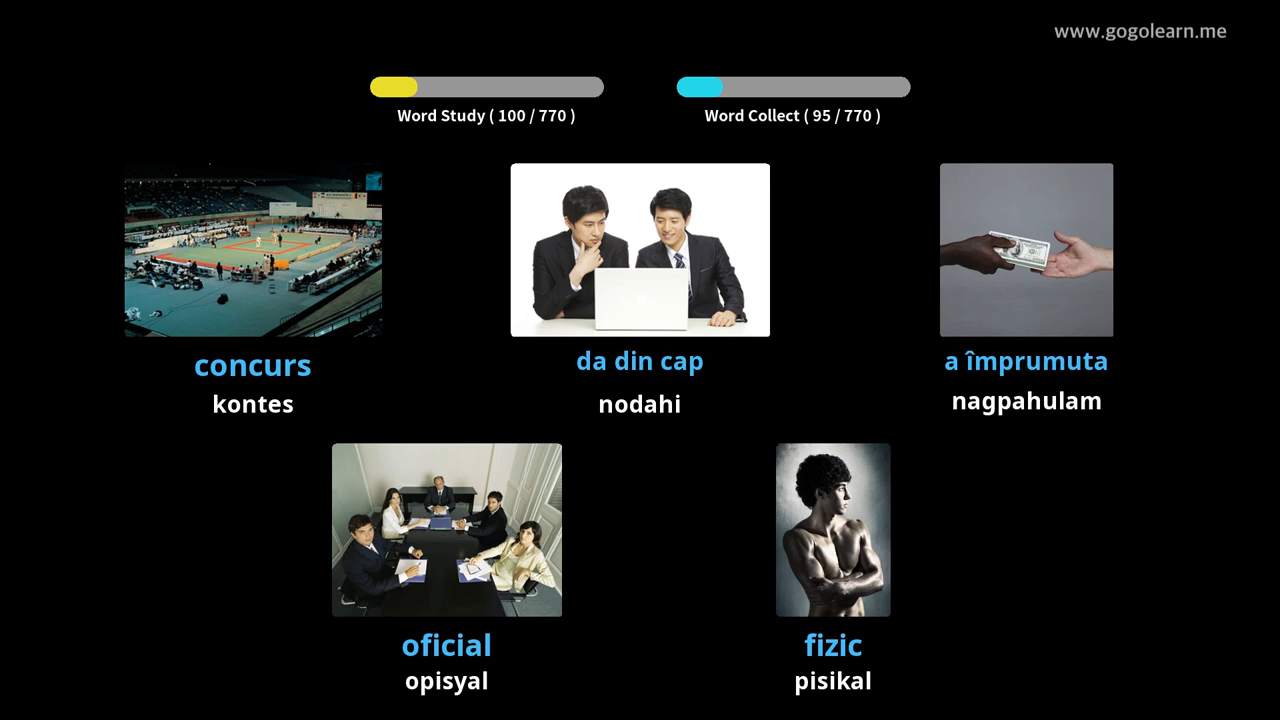 www.gogolearn.me
Word Study ( 100 / 770 )
Word Collect ( 95 / 770 )
concurs
kontes
da din cap
nodahi
a împrumuta
nagpahulam
oficial
opisyal
fizic
pisikal